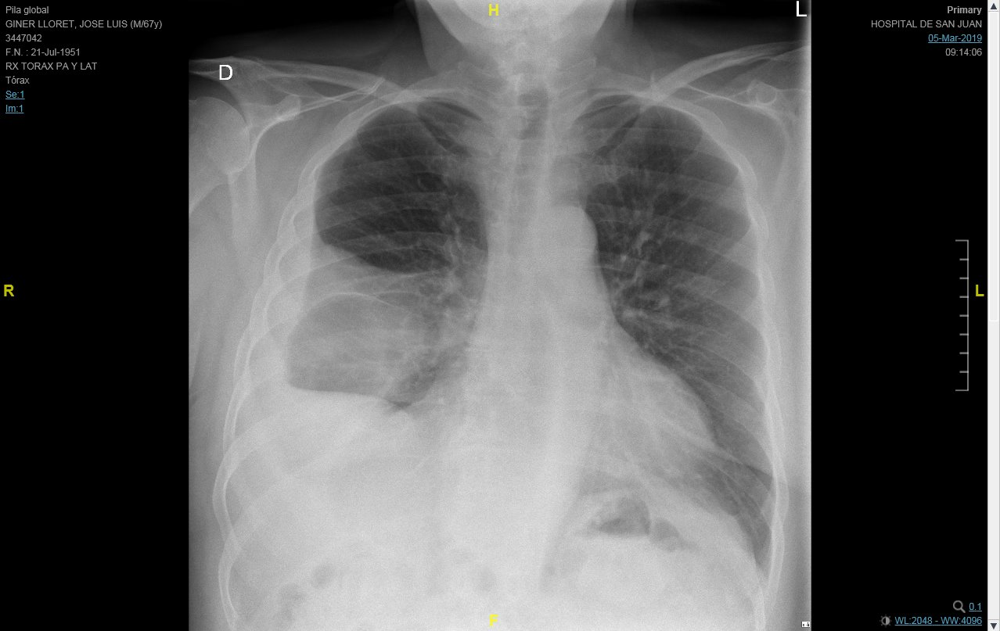 Pila global
GINER LLORET, JOSE LUIS (M/67y)
3447042
F.N. : 21-Jul-1951
RX TORAX PA Y LAT
Tórax
Se:1
Im:1
H
L
Primary
HOSPITAL DE SAN JUAN
05-Mar-2019
09:14:06
D
R
L
F
0.1
WL:2048 - WW:4096